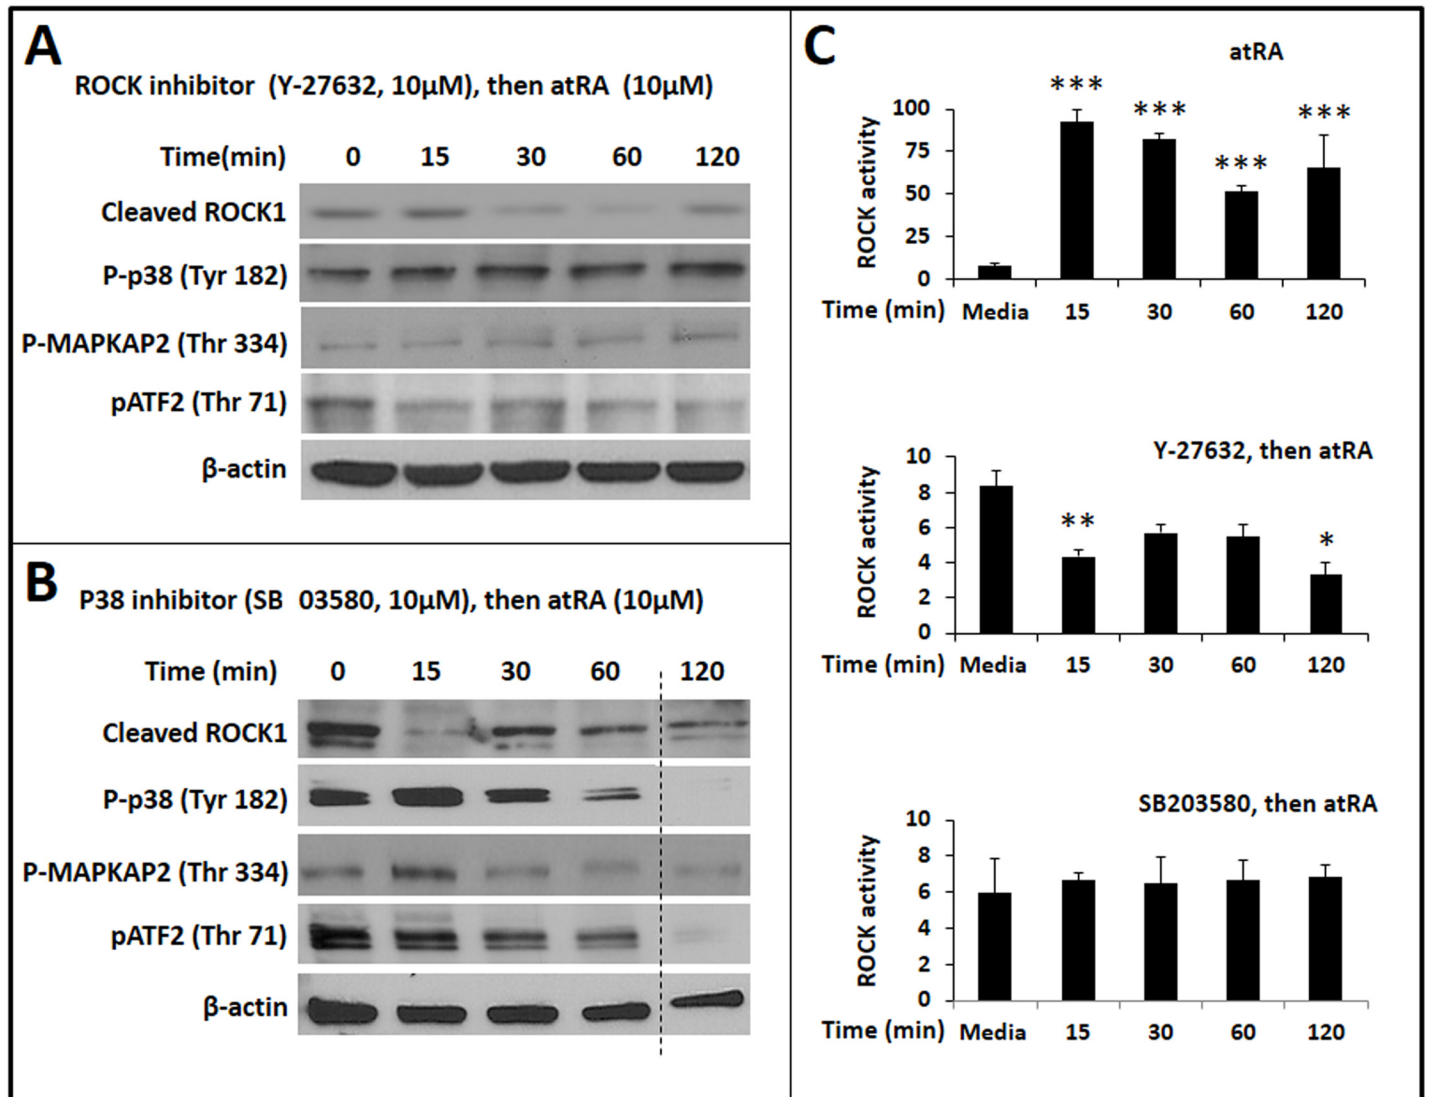 A
ROCK inhibitor (Y-27632, 10µM), then atRA (10µM)
Time(min) 0 15 30 60 120
Cleaved ROCK1
P-p38 (Tyr 182)
P-MAPKAP2 (Thr 334)
pATF2 (Thr 71)
β-actin
B
P38 inhibitor (SB 03580, 10µM), then atRA (10µM)
Time (min) 0 15 30 60 120
Cleaved ROCK1
P-p38 (Tyr 182)
P-MAPKAP2 (Thr 334)
pATF2 (Thr 71)
β-actin
C
atRA
ROCK activity
100
75
50
25
0
*** *** *** ***
Time (min) Media 15 30 60 120
Y-27632, then atRA
ROCK activity
10
8
6
4
2
0
** *
Time (min) Media 15 30 60 120
SB203580, then atRA
ROCK activity
10
8
6
4
2
0
Time (min) Media 15 30 60 120